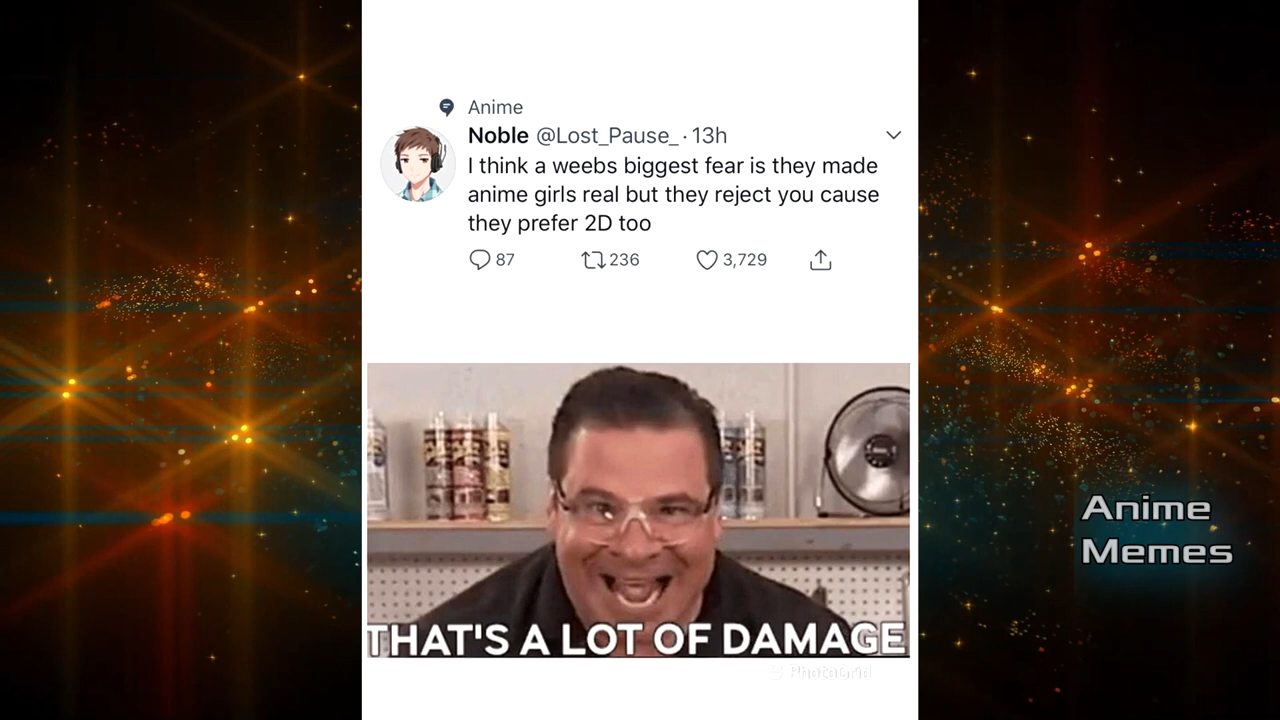 Anime
Noble @Lost_Pause_ · 13h
I think a weebs biggest fear is they made
anime girls real but they reject you cause
they prefer 2D too
87 236 3,729
THAT'S A LOT OF DAMAGE
PhotoGrid
Anime
Memes